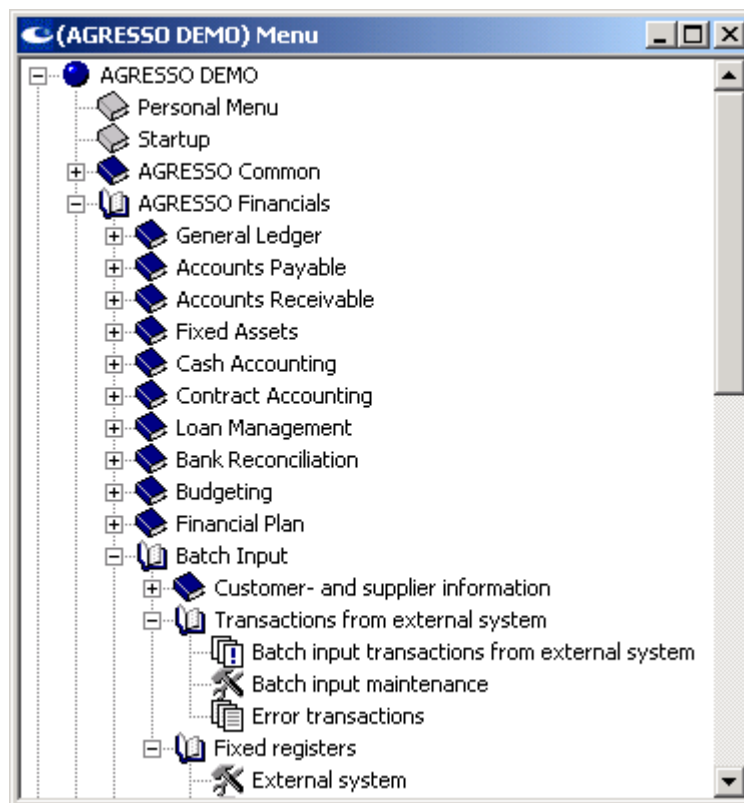 (AGRESSO DEMO) Menu
AGRESSO DEMO
Personal Menu
Startup
AGRESSO Common
AGRESSO Financials
General Ledger
Accounts Payable
Accounts Receivable
Fixed Assets
Cash Accounting
Contract Accounting
Loan Management
Bank Reconciliation
Budgeting
Financial Plan
Batch Input
Customer- and supplier information
Transactions from external system
Batch input transactions from external system
Batch input maintenance
Error transactions
Fixed registers
External system